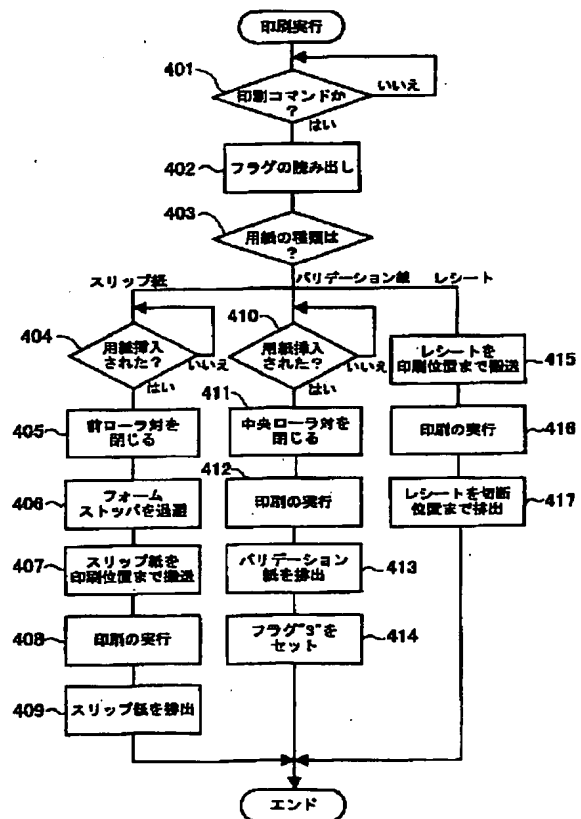 印刷実行
401
印刷コマンドか
?
いいえ
はい
402
フラグの読み出し
403
用紙の種類は
?
スリップ紙
バリデーション紙
レシート
404
用紙挿入
された?
いいえ
はい
405
前ローラ対を
閉じる
406
フォーム
ストッパを退避
407
スリップ紙を
印刷位置まで搬送
408
印刷の実行
409
スリップ紙を排出
410
用紙挿入
された?
いいえ
はい
411
中央ローラ対を
閉じる
412
印刷の実行
バリデーション
紙を排出
413
フラグ"3"を
セット
414
レシートを
印刷位置まで搬送
415
印刷の実行
416
レシートを切断
位置まで排出
417
エンド